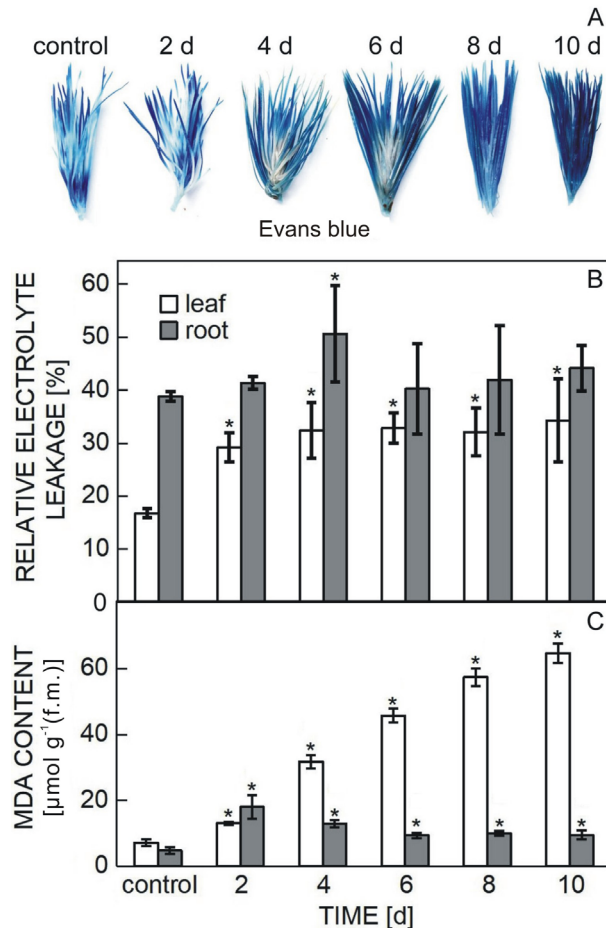 A
control 2 d 4 d 6 d 8 d 10 d
Evans blue
B
RELATIVE ELECTROLYTE
LEAKAGE [%]
60
50
40
30
20
10
0
leaf
root
*
* * * * *
C
MDA CONTENT
[µmol g⁻¹ (f.m.)]
60
40
20
0
* * * * *
* * * * *
control 2 4 6 8 10
TIME [d]